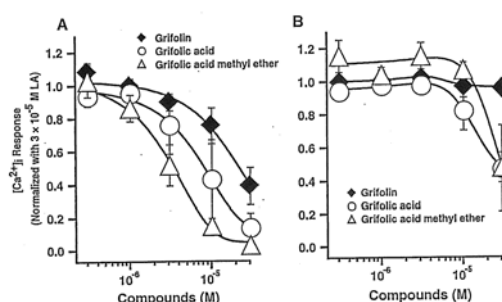 A
Grifolin
Grifolic acid
Grifolic acid methyl ether
[Ca²⁺]ᵢ Response
(Normalized with 3 × 10⁻⁵ M LA)
1.2
1.0
0.8
0.6
0.4
0.2
0.0
10⁻⁶
10⁻⁵
Compounds (M)
B
1.2
1.0
0.8
0.6
0.4
0.2
0.0
Grifolin
Grifolic acid
Grifolic acid methyl ether
10⁻⁶
10⁻⁵
Compounds (M)